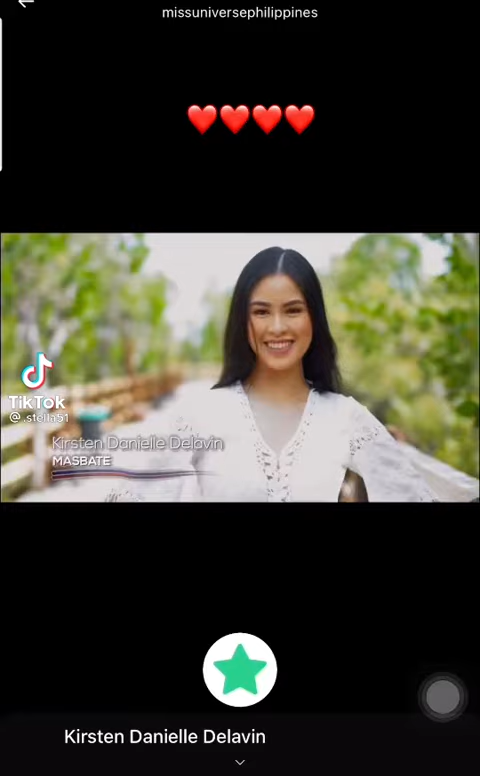 missuniversephilippines
❤️❤️❤️❤️
TikTok
@.stella51
Kirsten Danielle Delavin
MASBATE
Kirsten Danielle Delavin